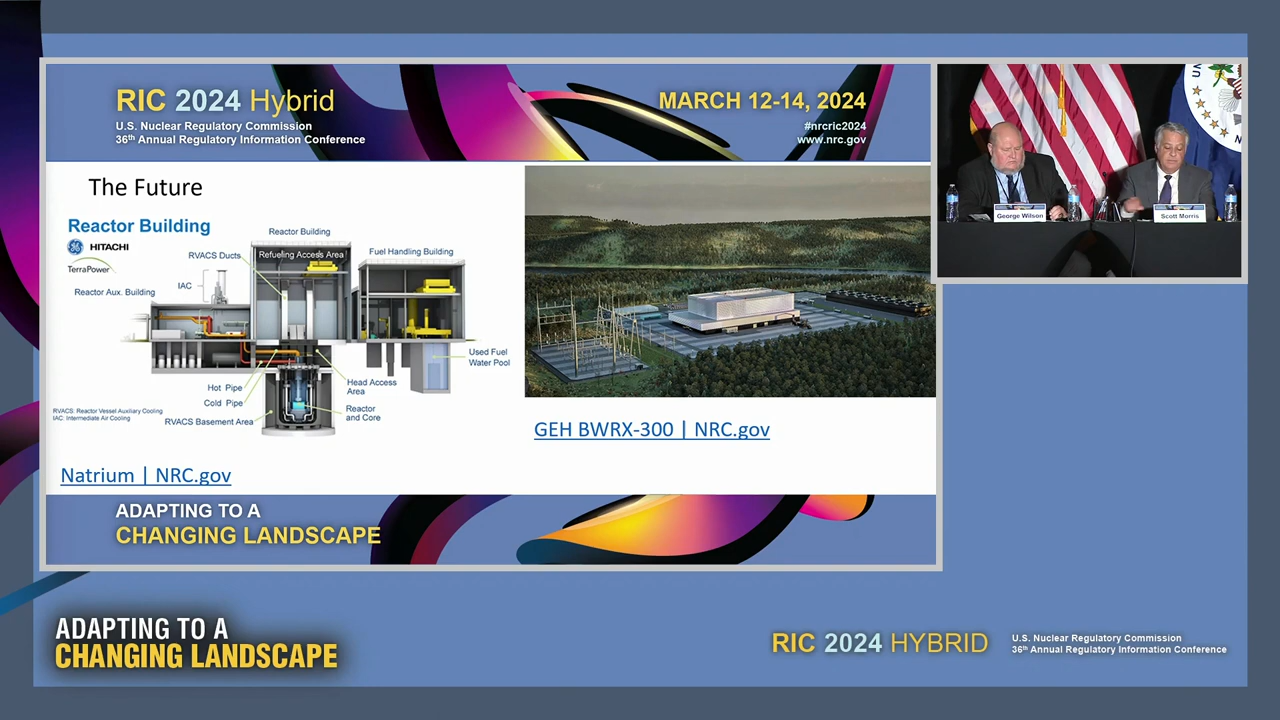 RIC 2024 Hybrid
U.S. Nuclear Regulatory Commission
36th Annual Regulatory Information Conference
MARCH 12-14, 2024
#nrcric2024
www.nrc.gov
The Future
Reactor Building
HITACHI
TerraPower
Reactor Building
RVACS Ducts
Refueling Access Area
Fuel Handling Building
IAC
Reactor Aux. Building
Used Fuel
Water Pool
Hot Pipe
Head Access
Area
Cold Pipe
Reactor
and Core
RVACS: Reactor Vessel Auxiliary Cooling
IAC: Intermediate Air Cooling
RVACS Basement Area
Natrium | NRC.gov
GEH BWRX-300 | NRC.gov
ADAPTING TO A
CHANGING LANDSCAPE
George Wilson
Scott Morris
ADAPTING TO A
CHANGING LANDSCAPE
RIC 2024 HYBRID
U.S. Nuclear Regulatory Commission
36th Annual Regulatory Information Conference